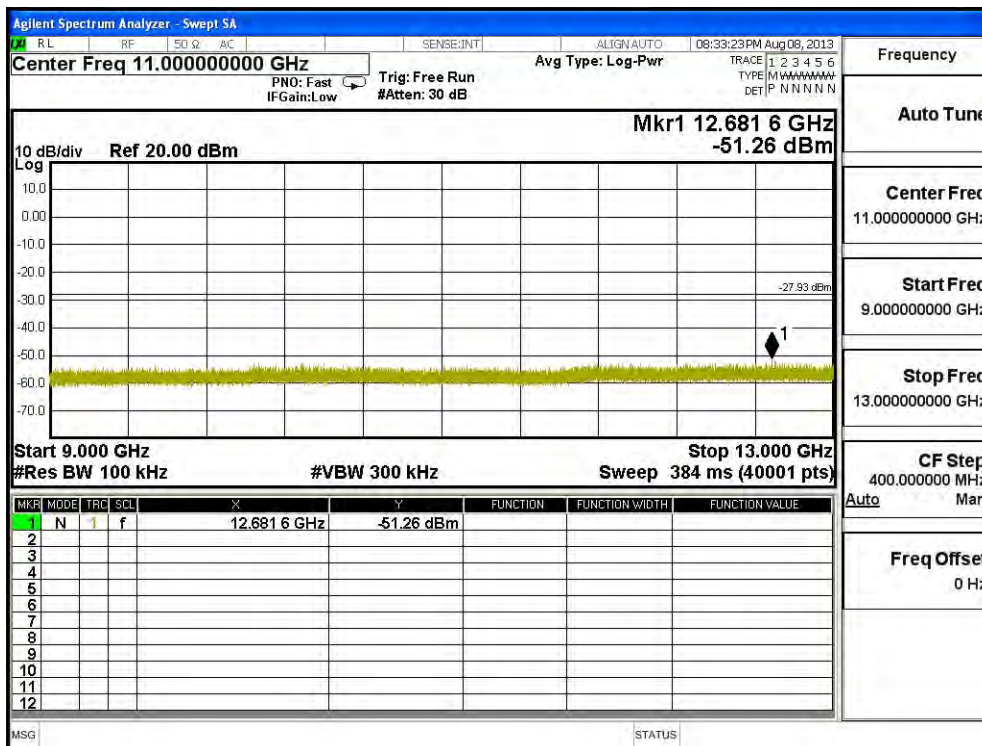 Agilent Spectrum Analyzer - Swept SA
RL RF 50 Ω AC SENSE:INT ALIGN AUTO 08:33:23 PM Aug 08, 2013
Center Freq 11.000000000 GHz Avg Type: Log-Pwr TRACE 1 2 3 4 5 6
PNO: Fast Trig: Free Run TYPE M WWWWW
IFGain:Low #Atten: 30 dB DET P N N N N N
Mkr1 12.681 6 GHz
10 dB/div Ref 20.00 dBm -51.26 dBm
Log
10.0
0.00
-10.0
-20.0
-27.93 dBm
-30.0
-40.0
1
-50.0
-60.0
-70.0
Start 9.000 GHz Stop 13.000 GHz
#Res BW 100 kHz #VBW 300 kHz Sweep 384 ms (40001 pts)
MKR MODE TRC SCL X Y FUNCTION FUNCTION WIDTH FUNCTION VALUE
1 N 1 f 12.681 6 GHz -51.26 dBm
2
3
4
5
6
7
8
9
10
11
12
MSG STATUS
Frequency
Auto Tune
Center Freq
11.000000000 GHz
Start Freq
9.000000000 GHz
Stop Freq
13.000000000 GHz
CF Step
400.000000 MHz
Auto Man
Freq Offset
0 Hz